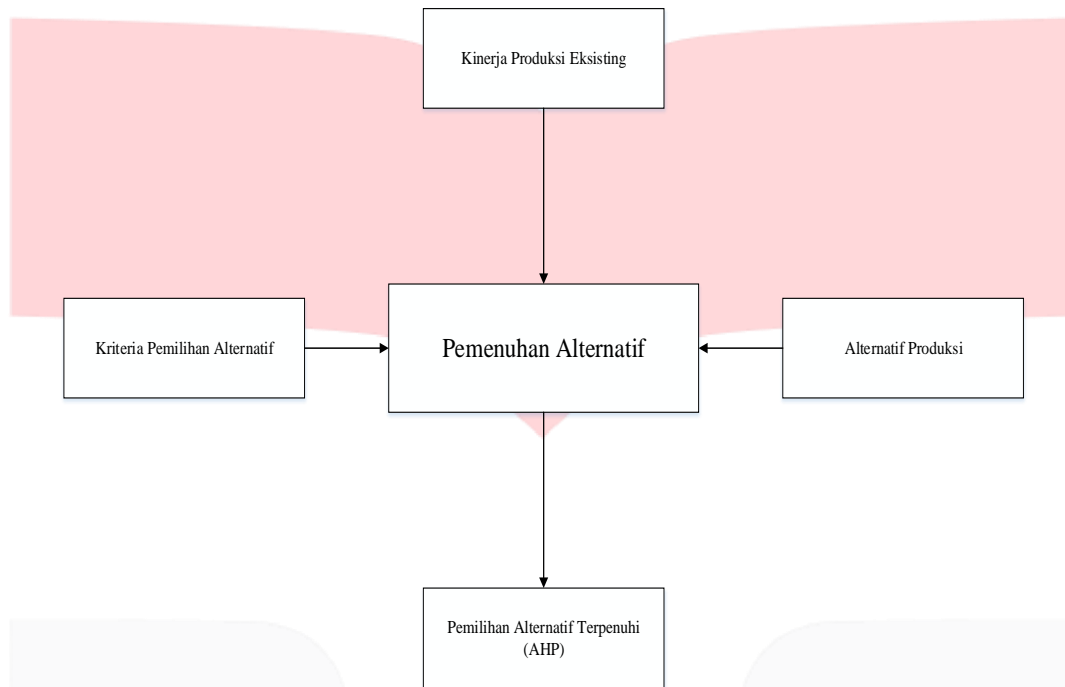 Kinerja Produksi Eksisting
Kriteria Pemilihan Alternatif
Pemenuhan Alternatif
Alternatif Produksi
Pemilihan Alternatif Terpenuhi
(AHP)